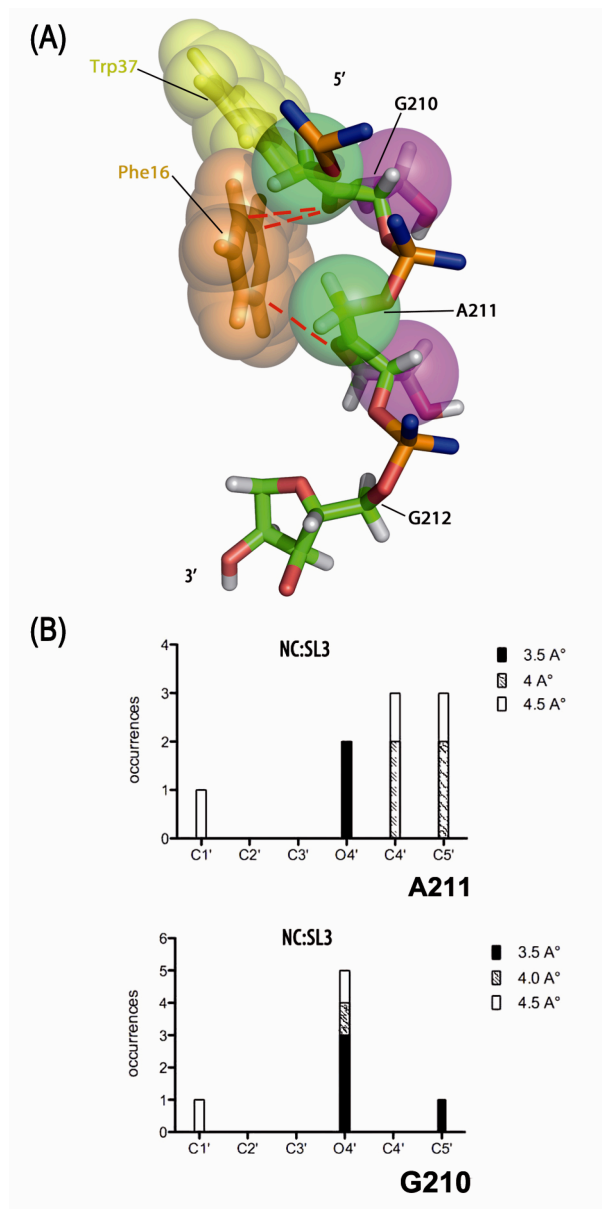 (A)
Trp37
5’
G210
Phe16
A211
G212
3’
(B)
NC:SL3
3.5 A°
4 A°
4.5 A°
occurrences
4
3
2
1
0
C1' C2' C3' O4' C4' C5'
A211
NC:SL3
3.5 A°
4.0 A°
4.5 A°
occurrences
6
5
4
3
2
1
0
C1' C2' C3' O4' C4' C5'
G210